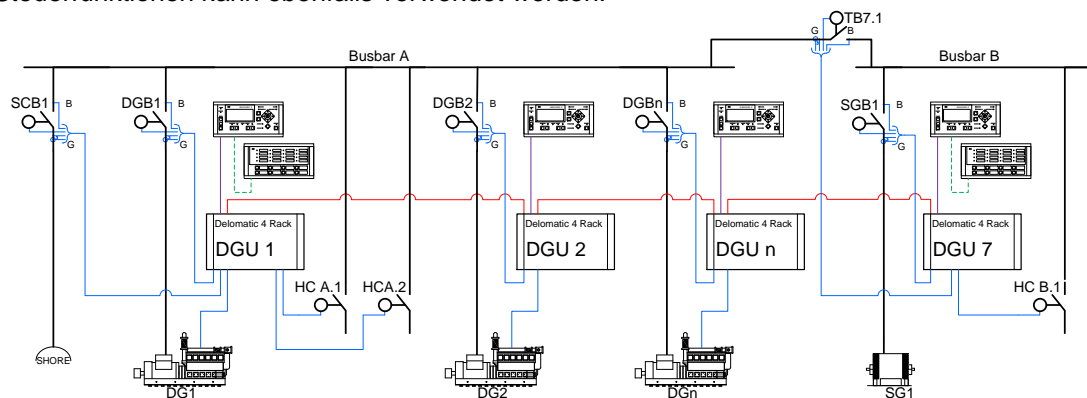 Steuerfunktionen kann ebenfalls verwendet werden.
TB7.1
G
B
Busbar A
Busbar B
SCB1
B
G
DGB1
B
G
DGB2
B
G
DGBn
B
G
SGB1
B
G
Delomatic 4 Rack
DGU 1
Delomatic 4 Rack
DGU 2
Delomatic 4 Rack
DGU n
Delomatic 4 Rack
DGU 7
HC A.1
HCA.2
HC B.1
SHORE
DG1
DG2
DGn
SG1